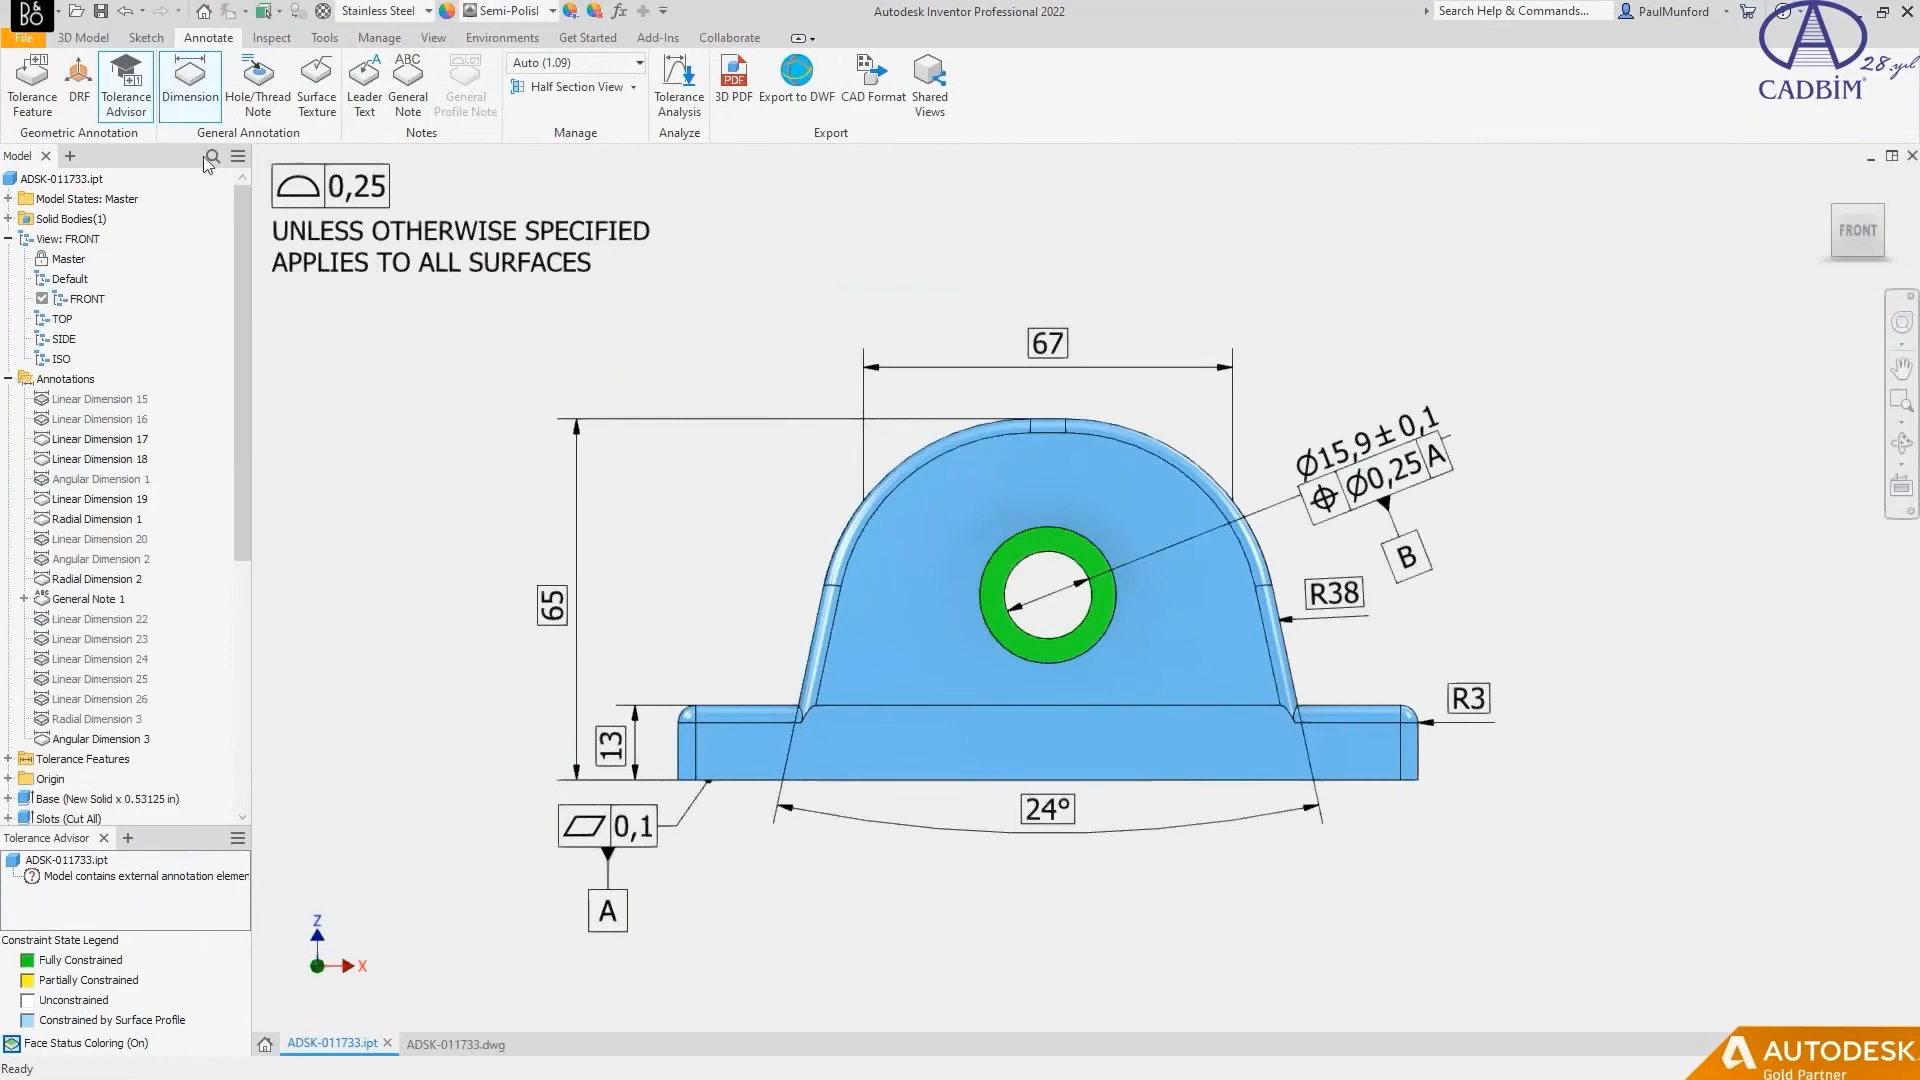 B&
BO
Stainless Steel
Semi-Polisl
fx
Autodesk Inventor Professional 2022
Search Help & Commands...
PaulMunford
File
3D Model
Sketch
Annotate
Inspect
Tools
Manage
View
Environments
Get Started
Add-Ins
Collaborate
CADBİM
28.yıl
Tolerance
Feature
DRF
Tolerance
Advisor
Dimension
Hole/Thread
Note
Surface
Texture
Leader
Text
ABC
General
Note
General
Profile Note
Auto (1.09)
Half Section View
Tolerance
Analysis
PDF
3D PDF
Export to DWF
CAD Format
Shared
Views
Geometric Annotation
General Annotation
Notes
Manage
Analyze
Export
Model
ADSK-011733.ipt
Model States: Master
Solid Bodies(1)
View: FRONT
Master
Default
FRONT
TOP
SIDE
ISO
Annotations
Linear Dimension 15
Linear Dimension 16
Linear Dimension 17
Linear Dimension 18
Angular Dimension 1
Linear Dimension 19
Radial Dimension 1
Linear Dimension 20
Angular Dimension 2
Radial Dimension 2
General Note 1
Linear Dimension 22
Linear Dimension 23
Linear Dimension 24
Linear Dimension 25
Linear Dimension 26
Radial Dimension 3
Angular Dimension 3
Tolerance Features
Origin
Base (New Solid x 0.53125 in)
Slots (Cut All)
Tolerance Advisor
ADSK-011733.ipt
Model contains external annotation elemer
Constraint State Legend
Fully Constrained
Partially Constrained
Unconstrained
Constrained by Surface Profile
Face Status Coloring (On)
Ready
0,25
UNLESS OTHERWISE SPECIFIED
APPLIES TO ALL SURFACES
FRONT
67
Ø15,9 ± 0,1
Ø0,25 A
B
R38
65
R3
13
24°
0,1
A
Z
X
ADSK-011733.ipt
ADSK-011733.dwg
AUTODESK
Gold Partner